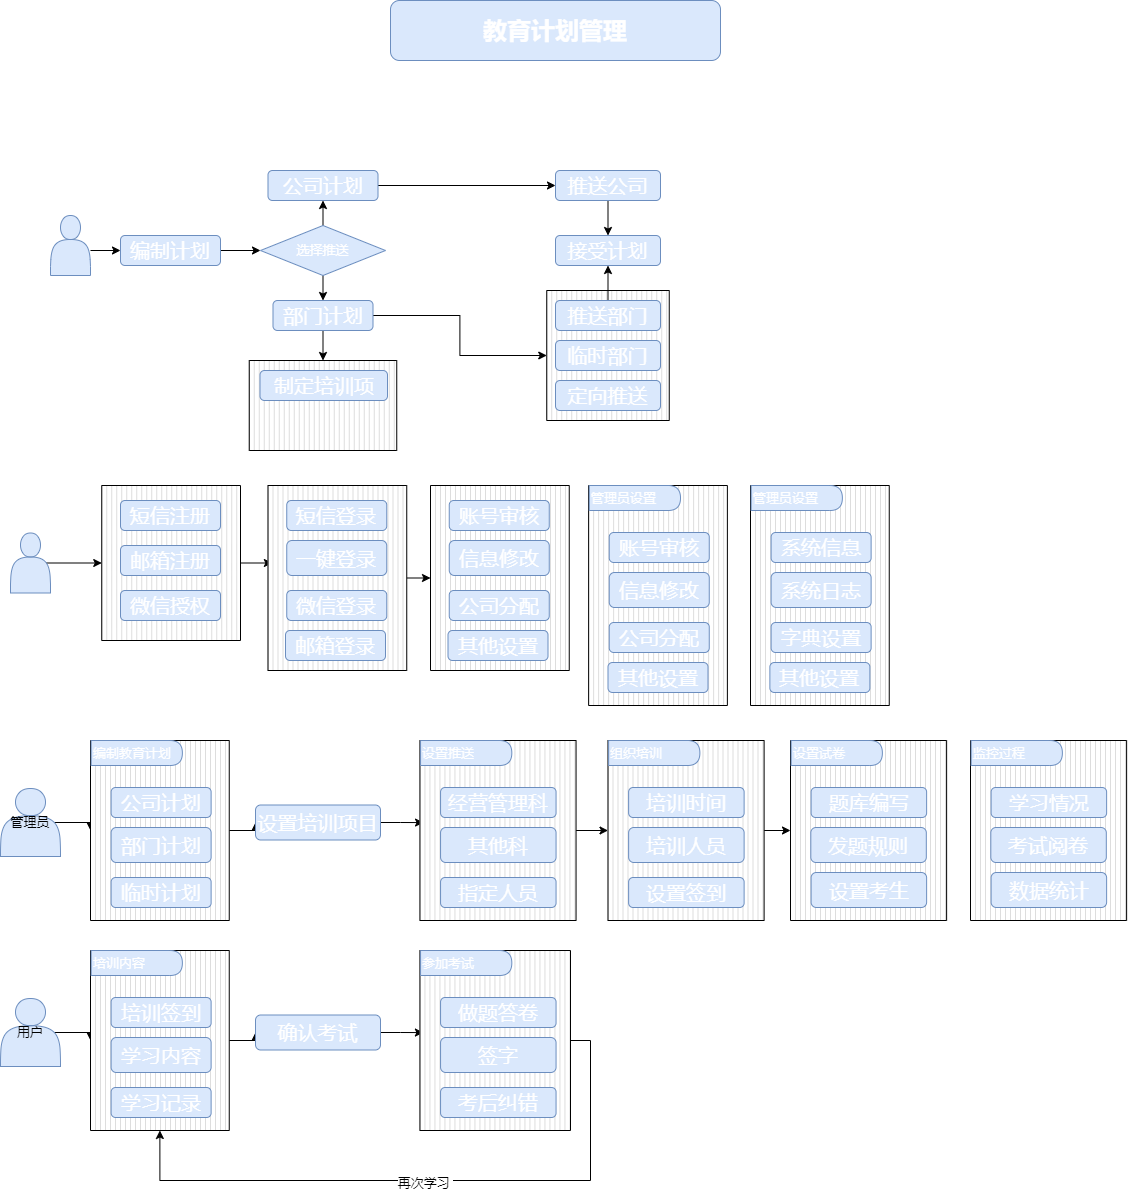 教育计划管理
公司计划
推送公司
编制计划
选择推送
接受计划
部门计划
推送部门
临时部门
定向推送
制定培训项
短信注册
邮箱注册
微信授权
短信登录
一键登录
微信登录
邮箱登录
账号审核
信息修改
公司分配
其他设置
管理员设置
账号审核
信息修改
公司分配
其他设置
管理员设置
系统信息
系统日志
字典设置
其他设置
管理员
编制教育计划
公司计划
部门计划
临时计划
设置培训项目
设置推送
经营管理科
其他科
指定人员
组织培训
培训时间
培训人员
设置签到
设置试卷
题库编写
发题规则
设置考生
监控过程
学习情况
考试阅卷
数据统计
用户
培训内容
培训签到
学习内容
学习记录
确认考试
参加考试
做题答卷
签字
考后纠错
再次学习